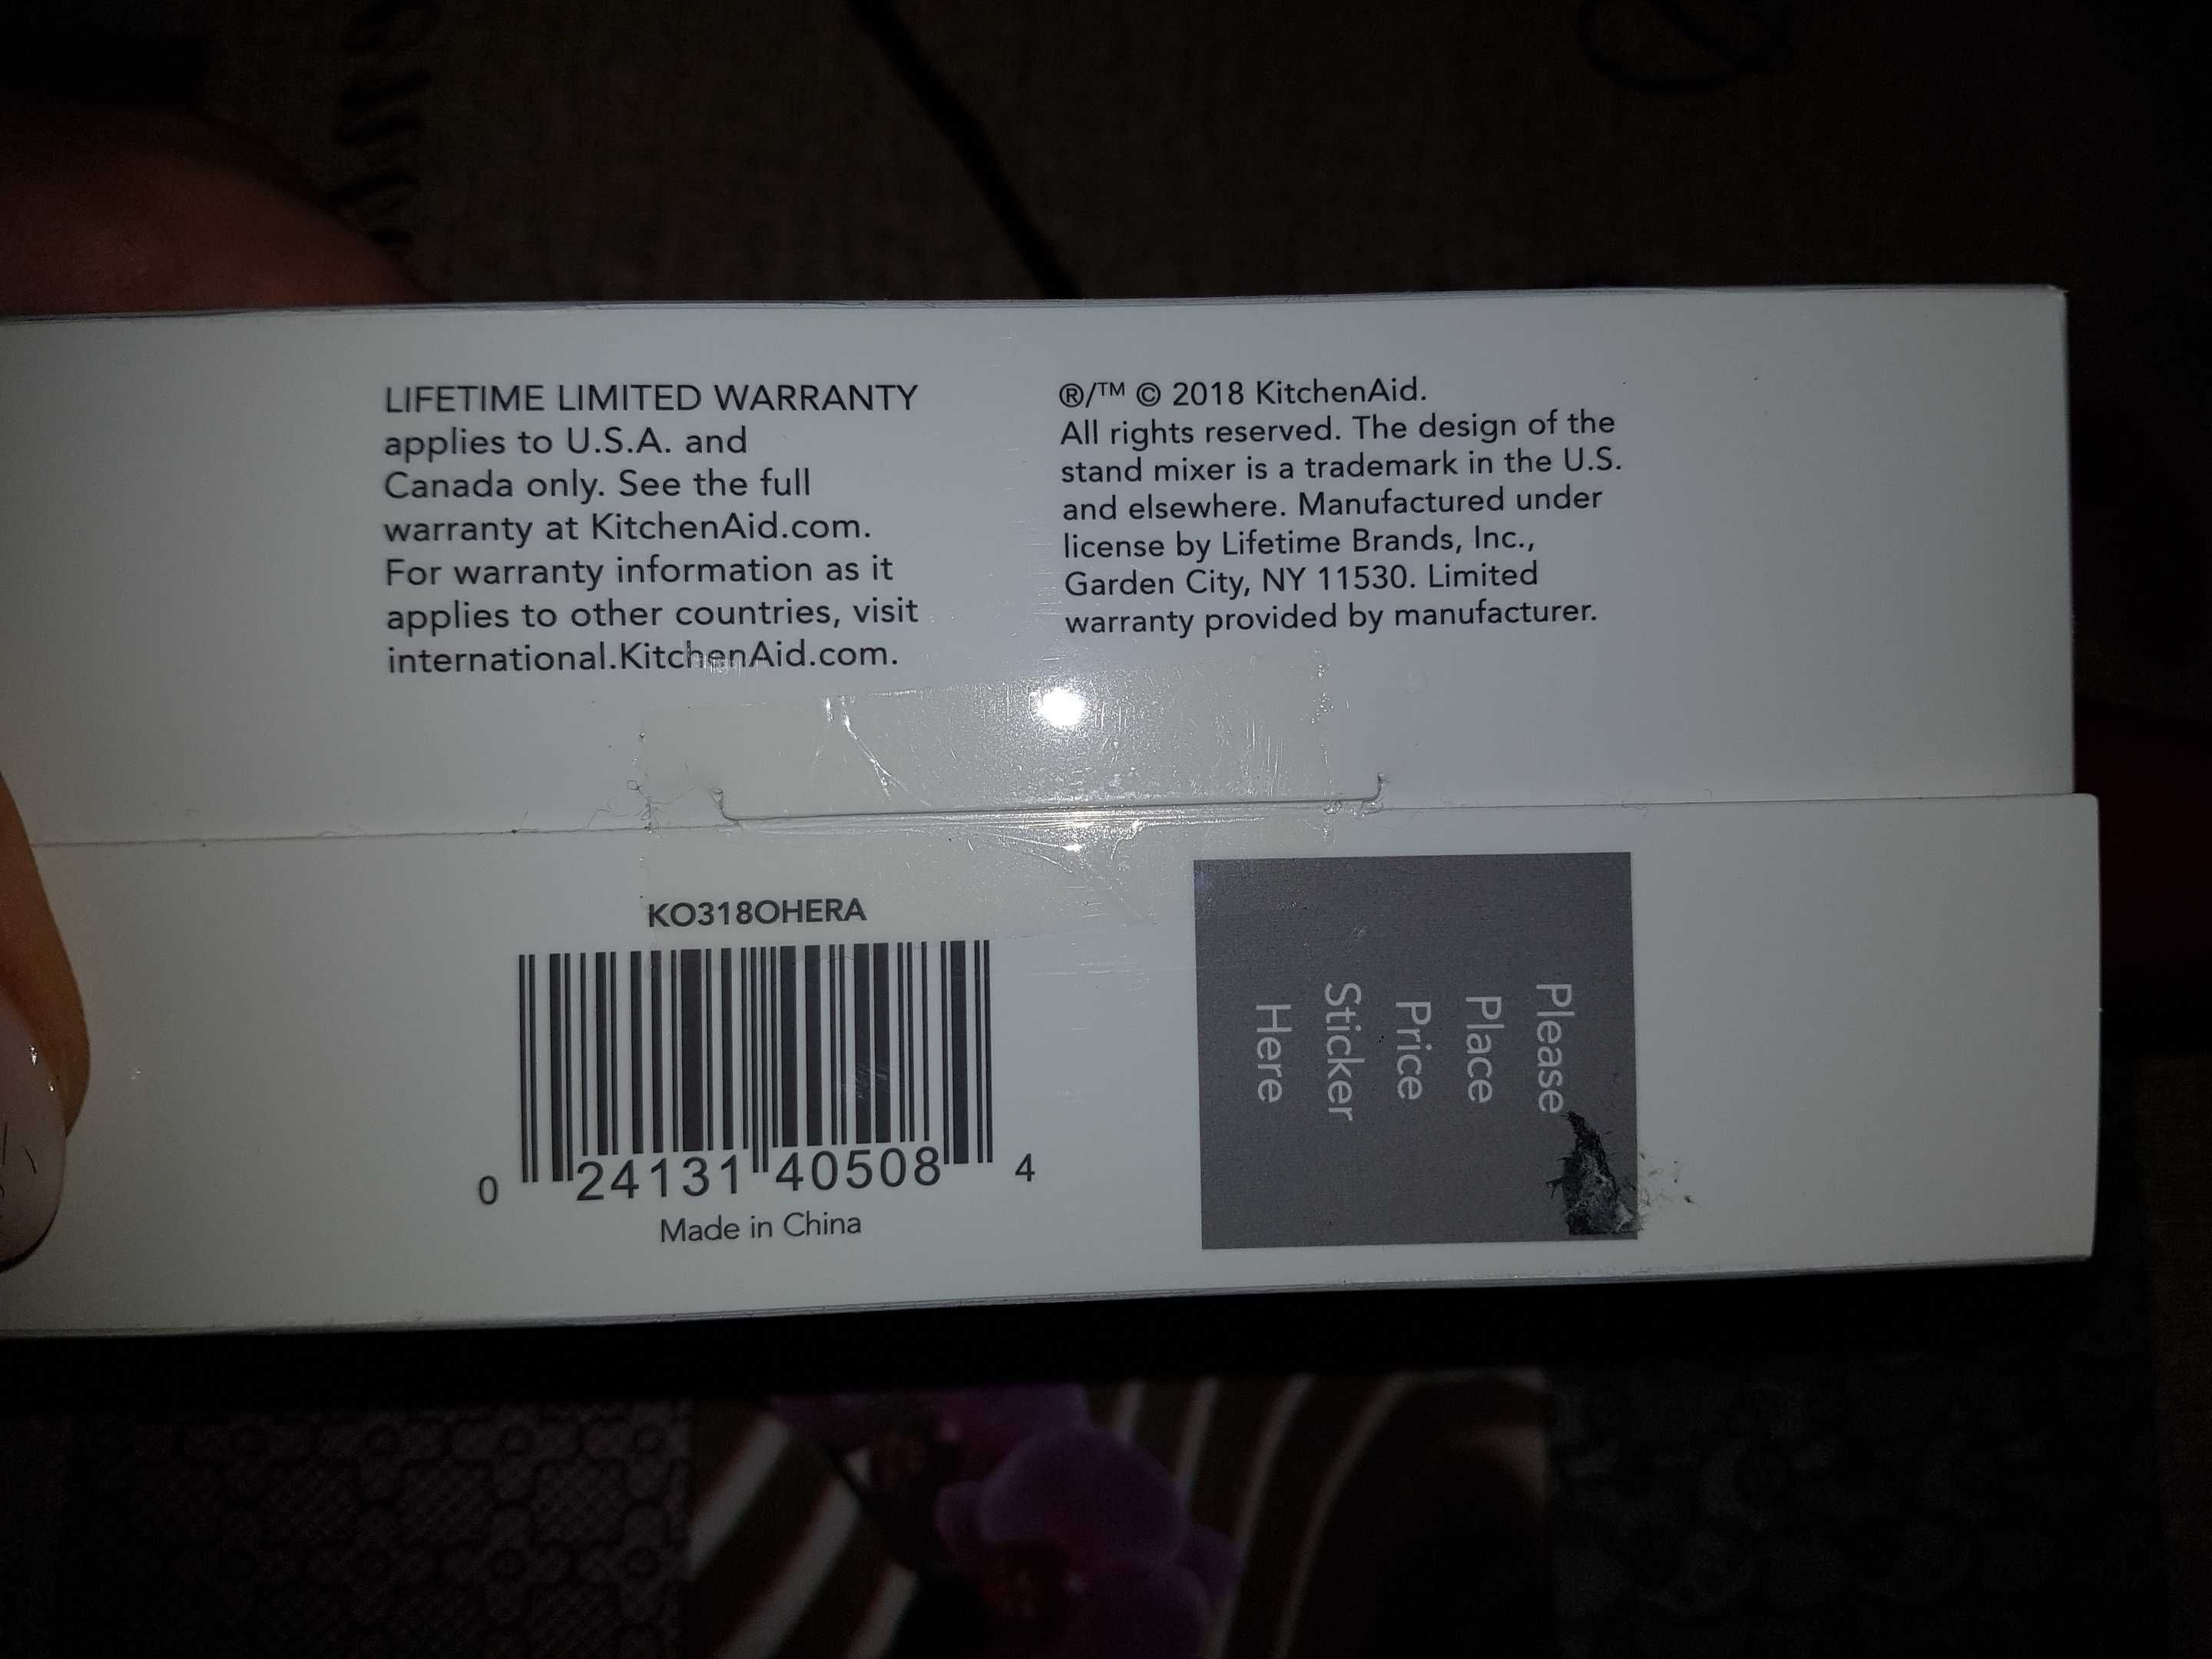 LIFETIME LIMITED WARRANTY
applies to U.S.A. and
Canada only. See the full
warranty at KitchenAid.com.
For warranty information as it
applies to other countries, visit
international.KitchenAid.com.
®/™ © 2018 KitchenAid.
All rights reserved. The design of the
stand mixer is a trademark in the U.S.
and elsewhere. Manufactured under
license by Lifetime Brands, Inc.,
Garden City, NY 11530. Limited
warranty provided by manufacturer.
KO318OHERA
0 24131 40508 4
Made in China
Please
Place
Price
Sticker
Here